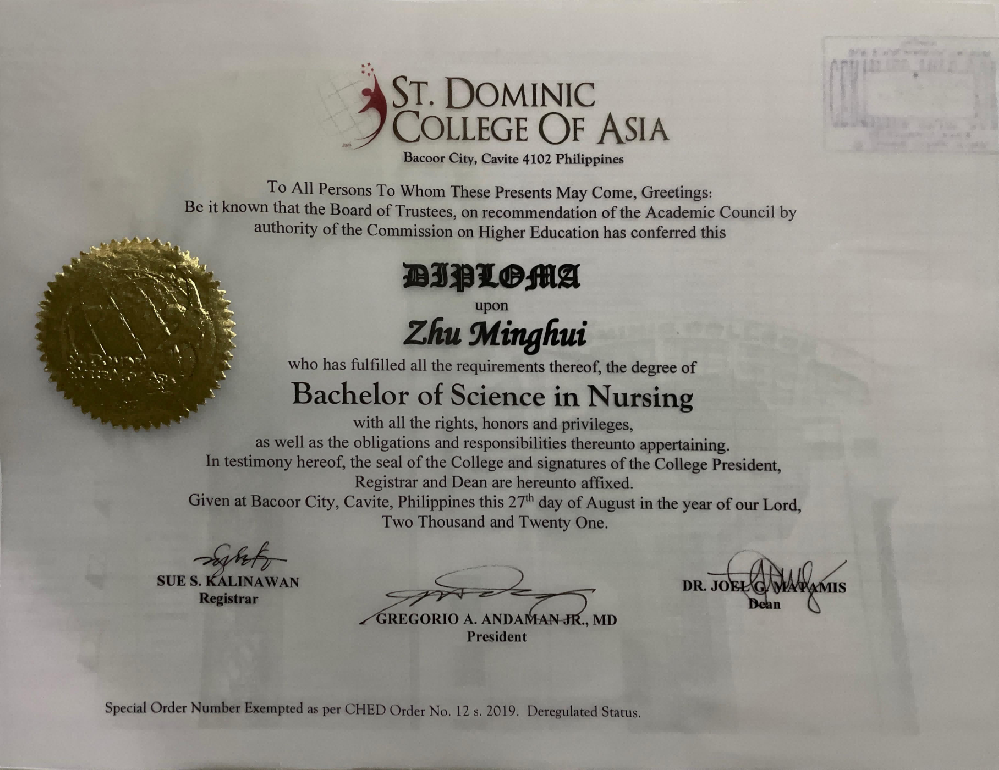 ST. DOMINIC
COLLEGE OF ASIA
Bacoor City, Cavite 4102 Philippines
To All Persons To Whom These Presents May Come, Greetings:
Be it known that the Board of Trustees, on recommendation of the Academic Council by
authority of the Commission on Higher Education has conferred this
DIPLOMA
upon
Zhu Minghui
who has fulfilled all the requirements thereof, the degree of
Bachelor of Science in Nursing
with all the rights, honors and privileges,
as well as the obligations and responsibilities thereunto appertaining.
In testimony hereof, the seal of the College and signatures of the College President,
Registrar and Dean are hereunto affixed.
Given at Bacoor City, Cavite, Philippines this 27th day of August in the year of our Lord,
Two Thousand and Twenty One.
SUE S. KALINAWAN
Registrar
DR. JOEL G. MATAMIS
Dean
GREGORIO A. ANDAMAN JR., MD
President
Special Order Number Exempted as per CHED Order No. 12 s. 2019. Deregulated Status.